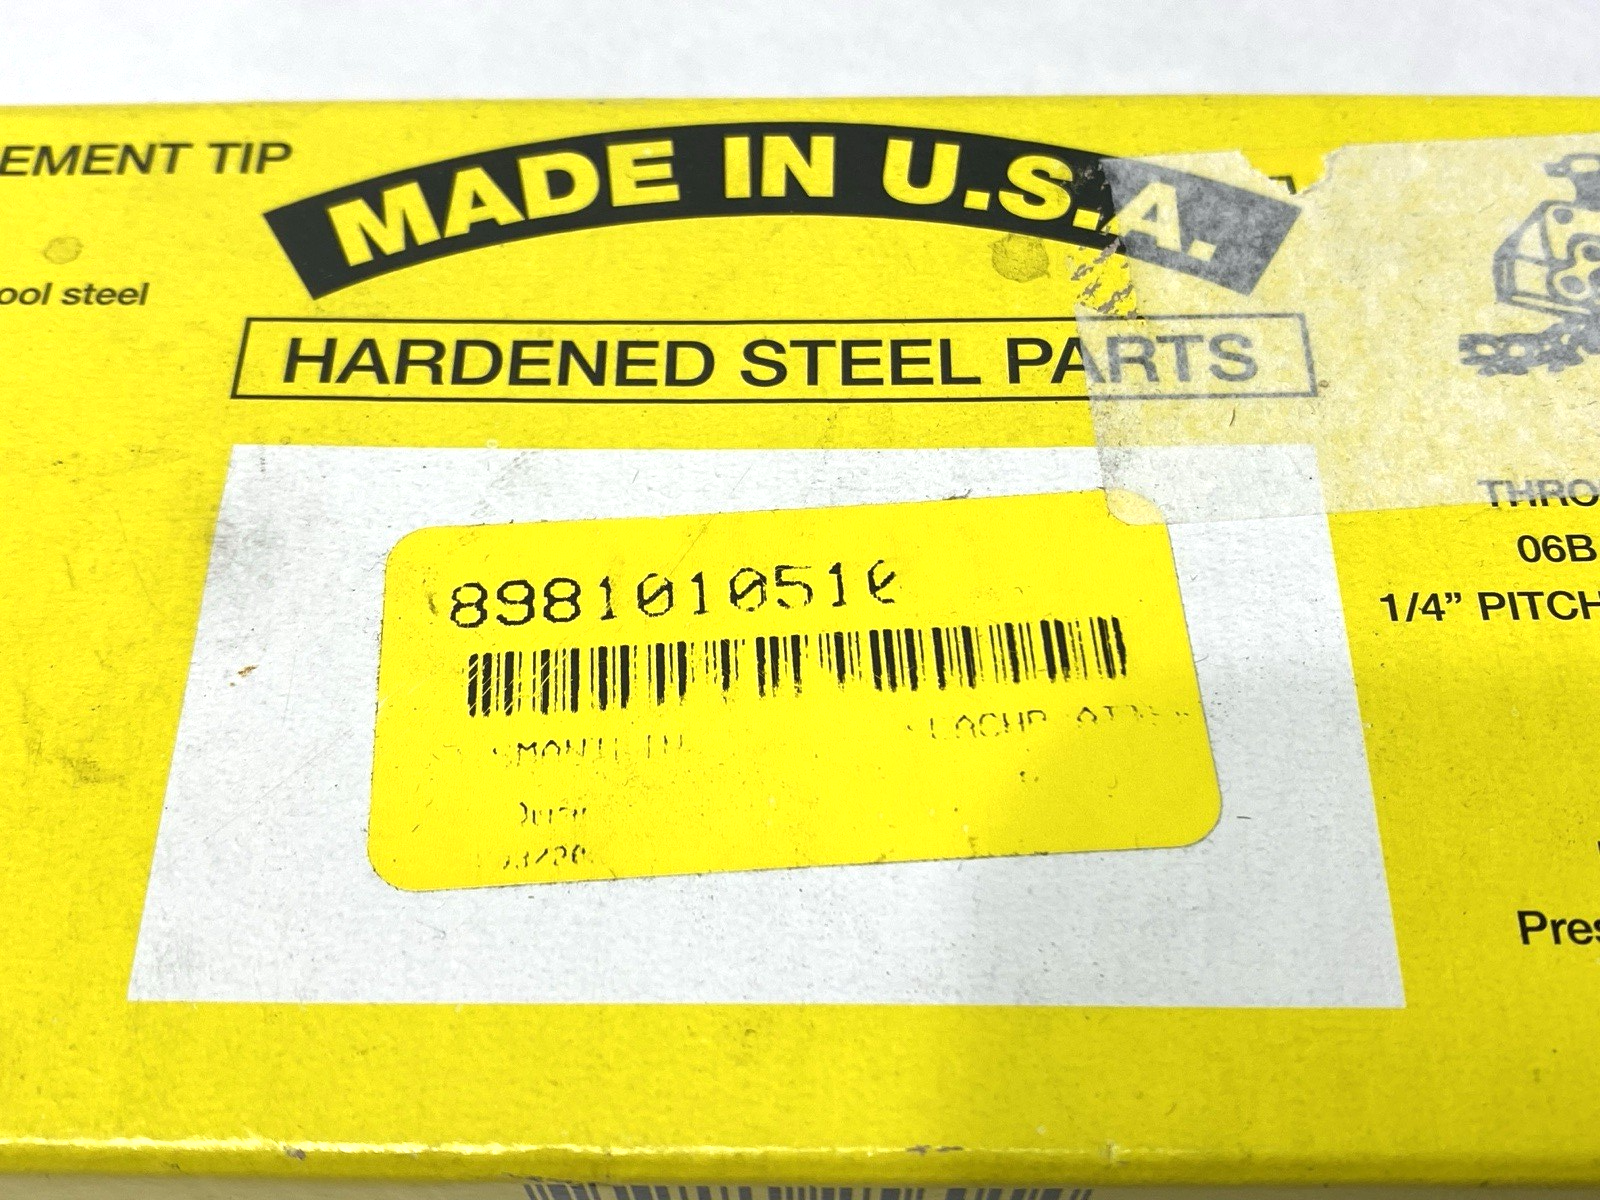 EMENT TIP
ool steel
MADE IN U.S.A.
HARDENED STEEL PARTS
8981010510
THRO
06B
1/4” PITCH
Pres